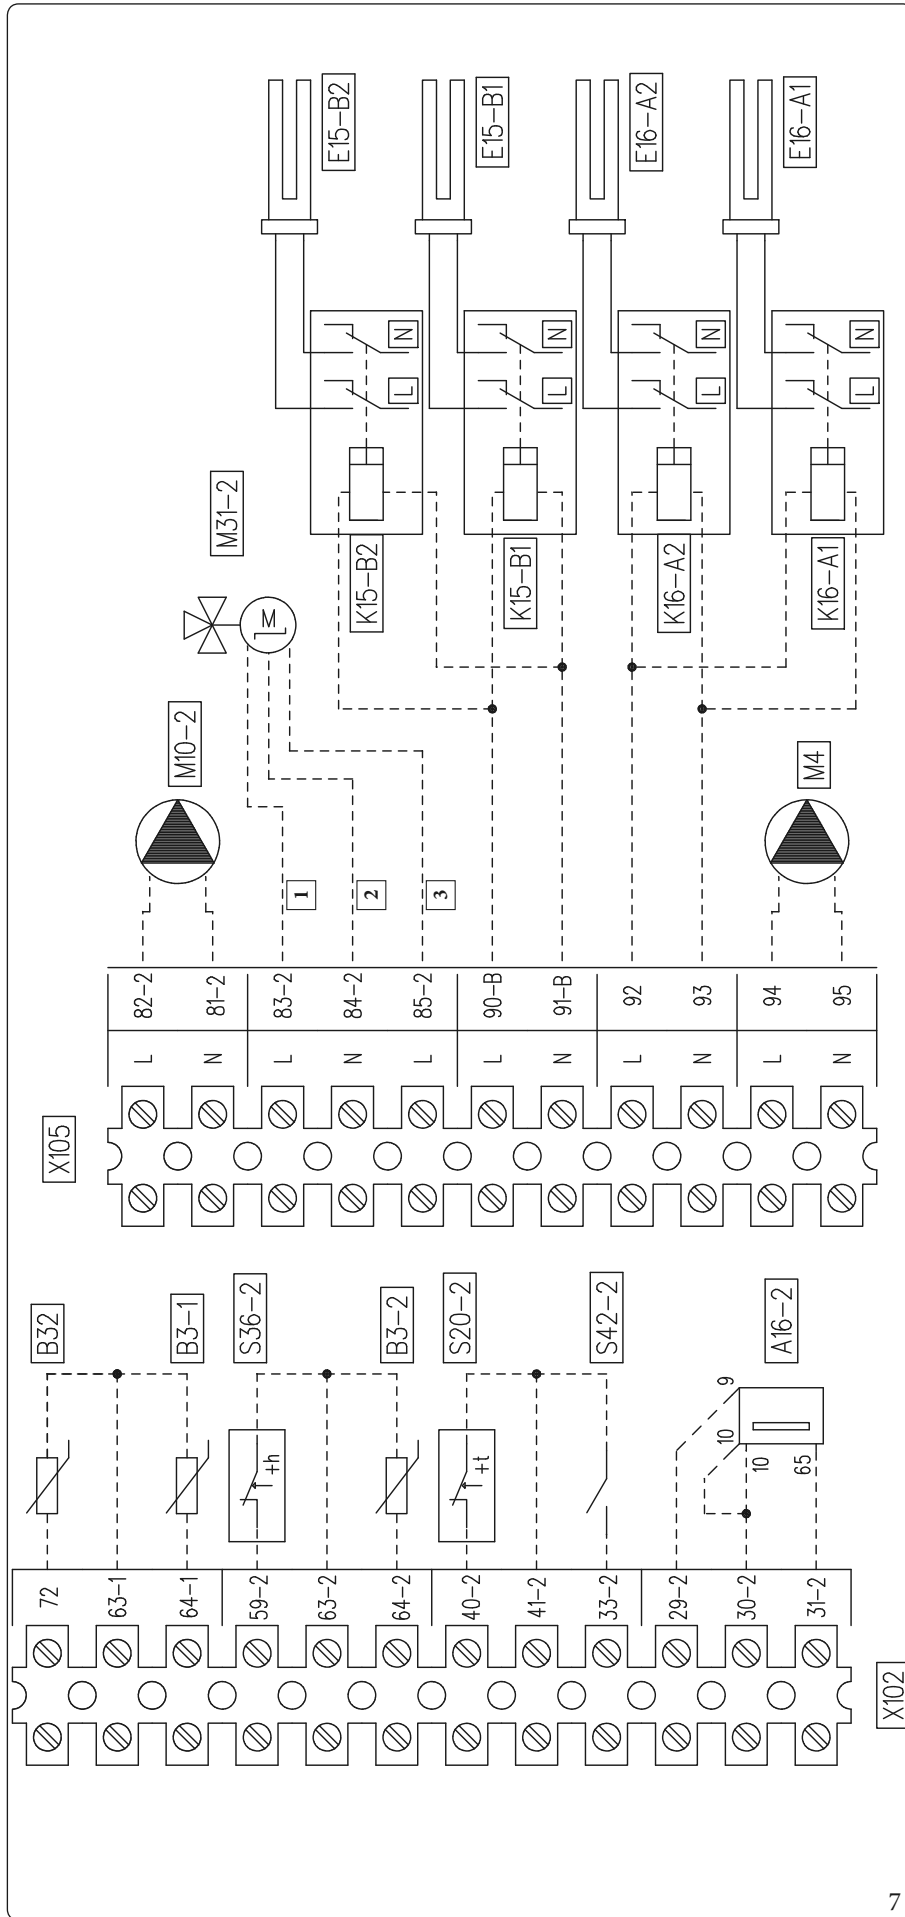 E15-B2
E15-B1
E16-A2
E16-A1
L
N
L
N
L
N
L
N
M31-2
M
K15-B2
K15-B1
K16-A2
K16-A1
M10-2
M4
1
2
3
82-2
81-2
83-2
84-2
85-2
90-B
91-B
92
93
94
95
L
N
L
N
L
L
N
L
N
L
N
X105
B32
B3-1
S36-2
B3-2
S20-2
S42-2
A16-2
+h
+t
9
10
10
65
72
63-1
64-1
59-2
63-2
64-2
40-2
41-2
33-2
29-2
30-2
31-2
X102
7